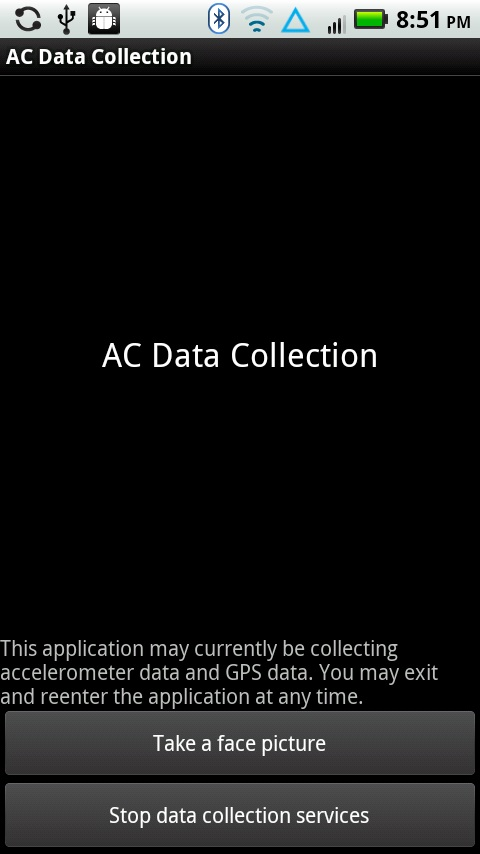 8:51 PM
AC Data Collection
AC Data Collection
This application may currently be collecting
accelerometer data and GPS data. You may exit
and reenter the application at any time.
Take a face picture
Stop data collection services